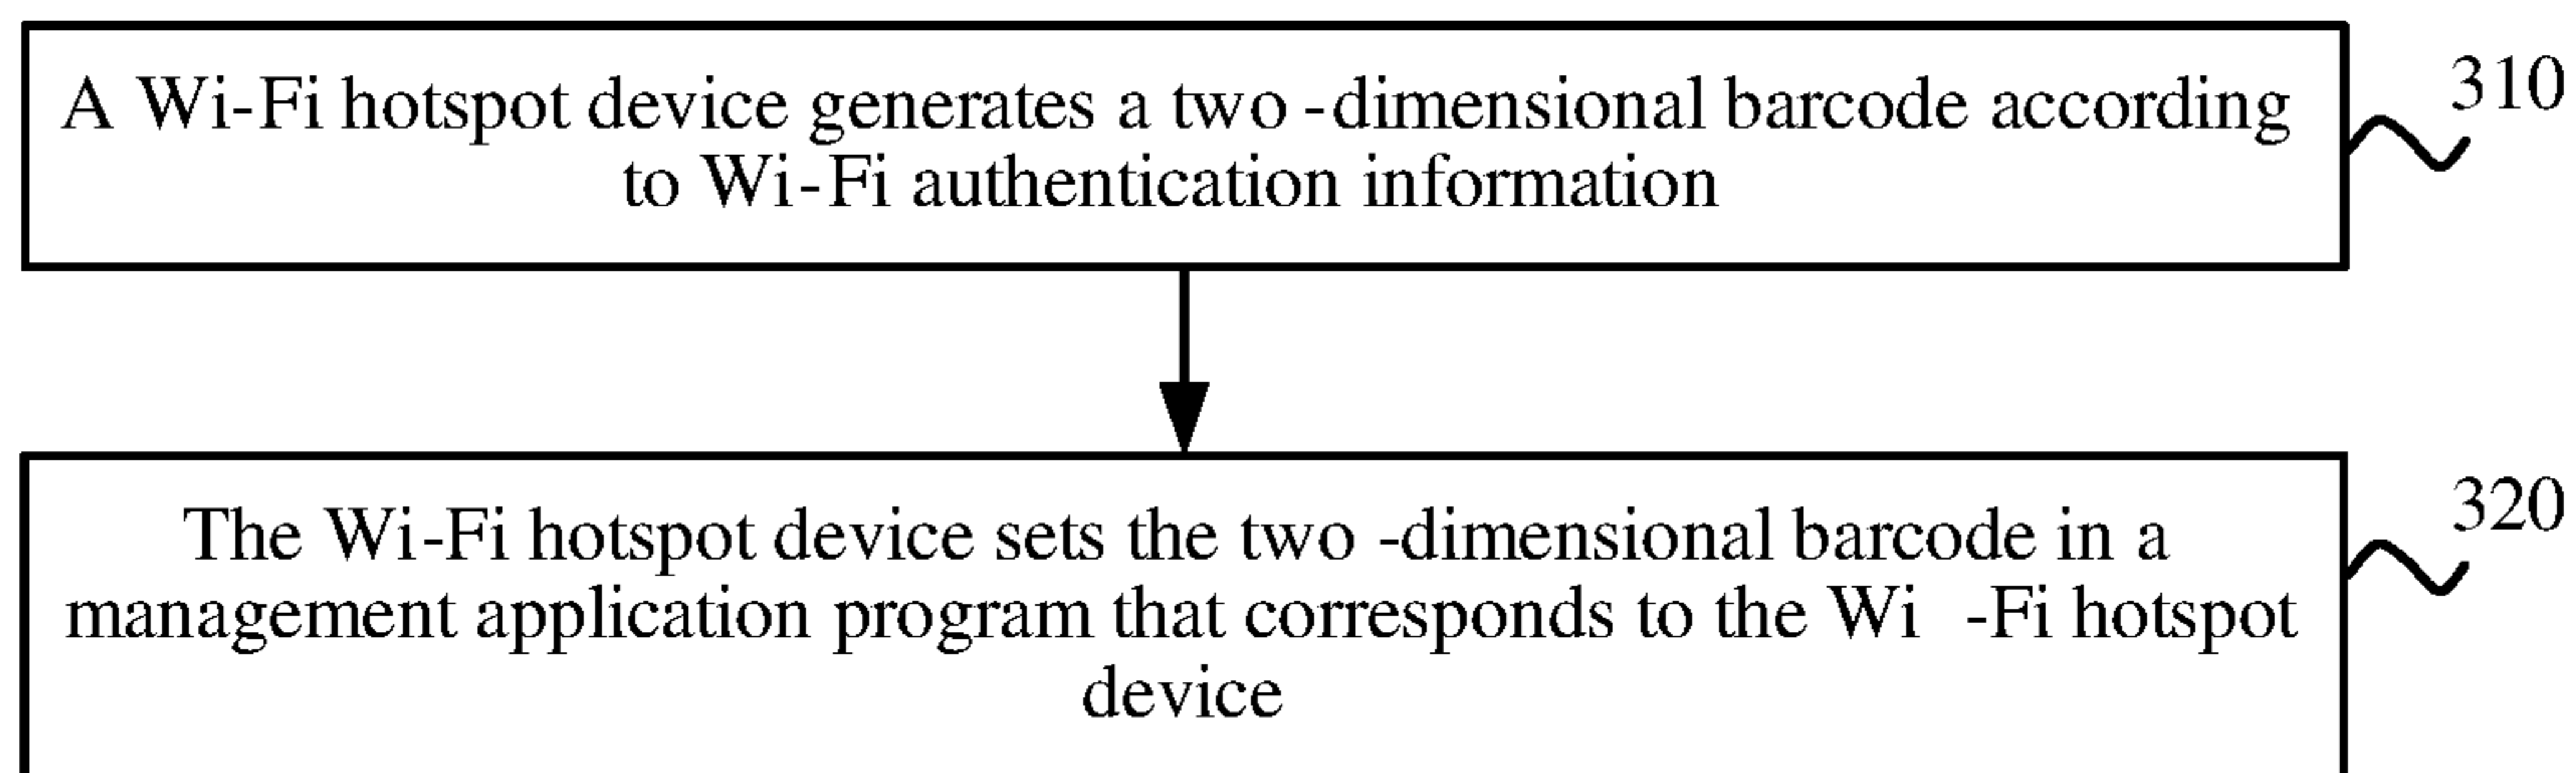 310
A Wi-Fi hotspot device generates a two -dimensional barcode according
to Wi-Fi authentication information
320
The Wi-Fi hotspot device sets the two -dimensional barcode in a
management application program that corresponds to the Wi -Fi hotspot
device